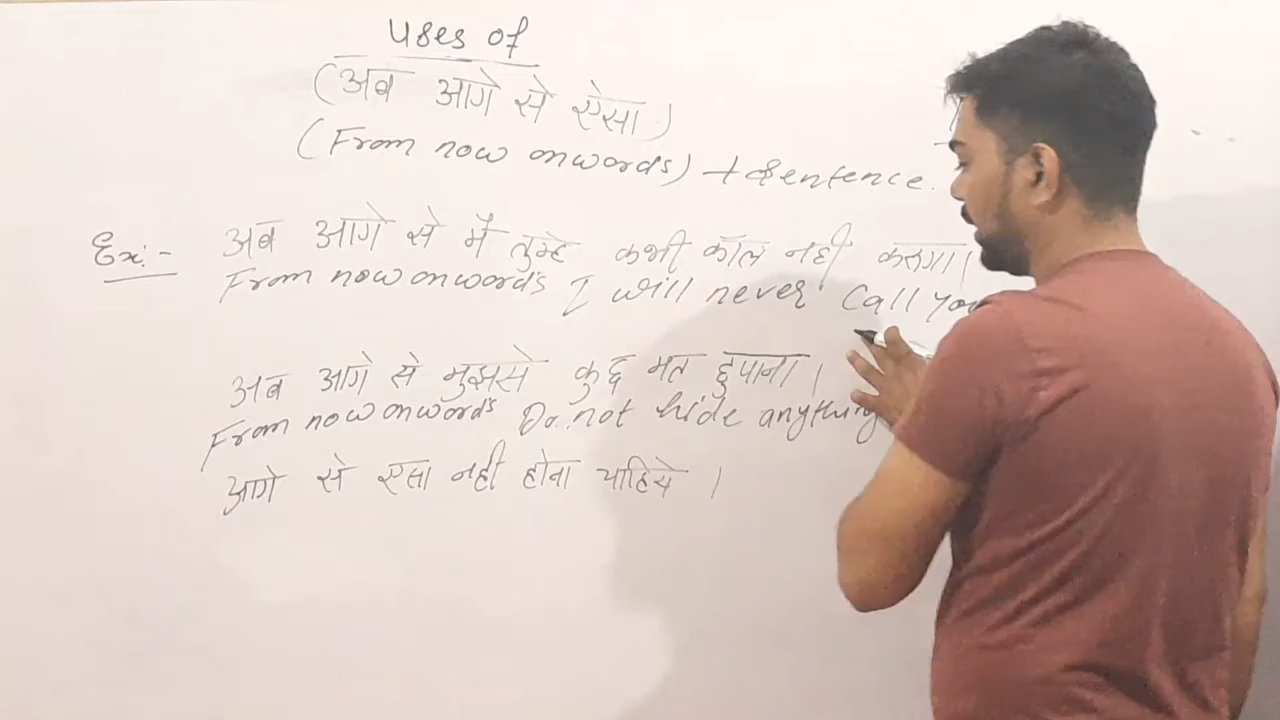 Uses of
(अब आगे से ऐसा)
(From now onwords) + Sentence.
Ex:- अब आगे से मैं तुम्हे कभी कॉल नही करुगा।
From now onwords I will never Call you
अब आगे से मुझसे कुछ मत छुपाना।
From now onwords Do not hide anything
आगे से एसा नही होना चाहिये ।